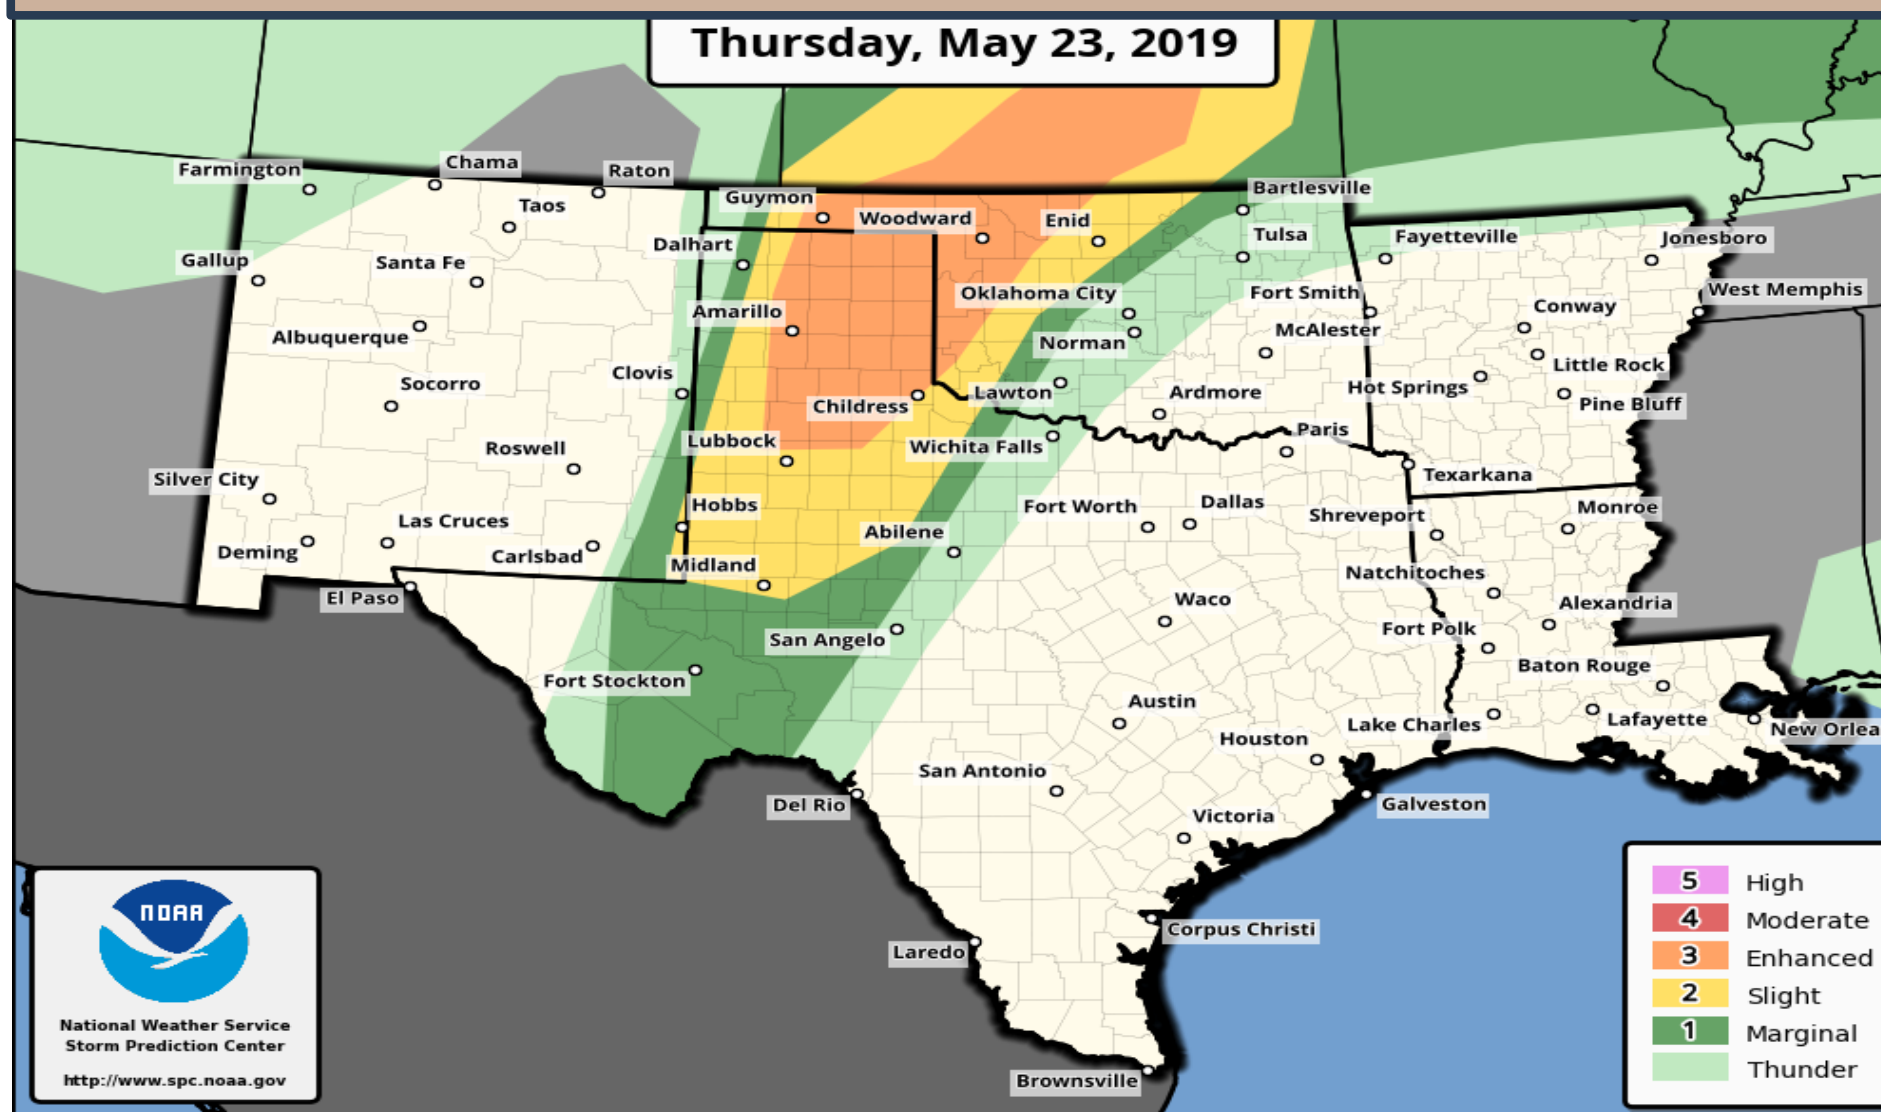 Thursday, May 23, 2019
Farmington
Chama
Raton
Taos
Guymon
Woodward
Enid
Bartlesville
Gallup
Santa Fe
Dalhart
Tulsa
Fayetteville
Jonesboro
Albuquerque
Amarillo
Oklahoma City
Fort Smith
Conway
West Memphis
Norman
McAlester
Socorro
Clovis
Childress
Lawton
Ardmore
Hot Springs
Little Rock
Pine Bluff
Roswell
Lubbock
Wichita Falls
Paris
Texarkana
Silver City
Las Cruces
Hobbs
Fort Worth
Dallas
Shreveport
Monroe
Deming
Carlsbad
Midland
Abilene
Natchitoches
El Paso
Waco
Alexandria
San Angelo
Fort Polk
Fort Stockton
Baton Rouge
Austin
Lake Charles
Lafayette
New Orlea
Houston
San Antonio
Del Rio
Galveston
Victoria
Corpus Christi
Laredo
Brownsville
NOAA
National Weather Service
Storm Prediction Center
http://www.spc.noaa.gov
5 High
4 Moderate
3 Enhanced
2 Slight
1 Marginal
Thunder